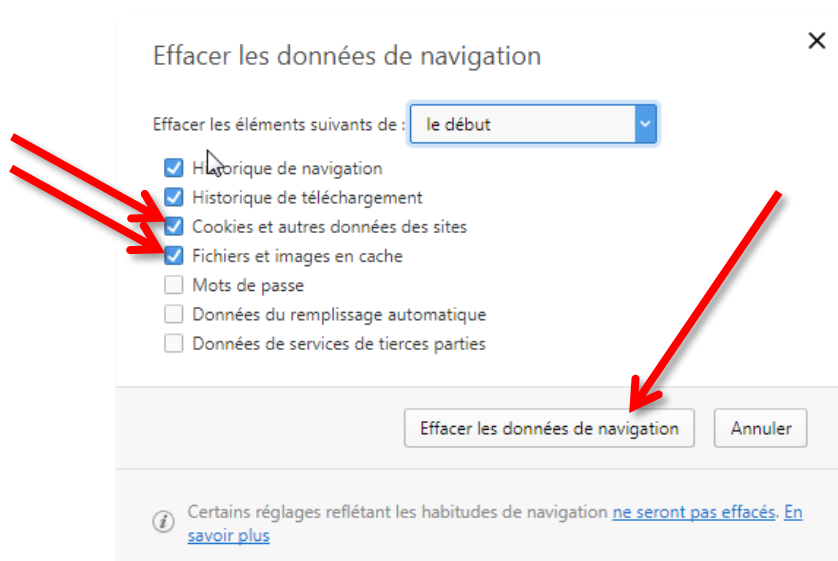 Effacer les données de navigation
Effacer les éléments suivants de : le début
Historique de navigation
Historique de téléchargement
Cookies et autres données des sites
Fichiers et images en cache
Mots de passe
Données du remplissage automatique
Données de services de tierces parties
Effacer les données de navigation Annuler
Certains réglages reflétant les habitudes de navigation ne seront pas effacés. En
savoir plus